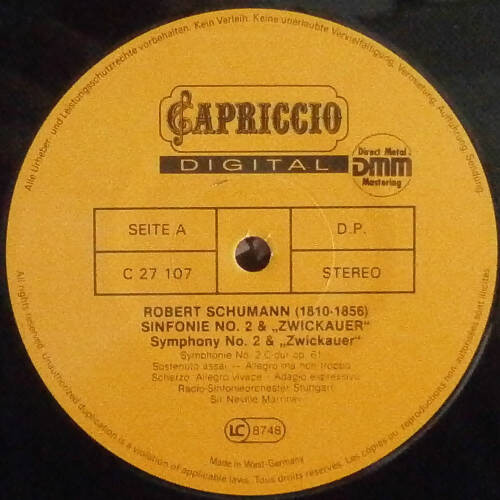 Alle Urheber- und Leistungsschutzrechte vorbehalten. Kein Verleih. Keine unerlaubte Vervielfältigung, Vermietung, Aufführung, Sendung.
CAPRICCIO
DIGITAL
Direct Metal
DMM
Mastering
SEITE A
D.P.
C 27 107
STEREO
ROBERT SCHUMANN (1810-1856)
SINFONIE NO. 2 & „ZWICKAUER“
Symphony No. 2 & „Zwickauer“
Symphonie No. 2 C-dur op. 61
Sostenuto assai – Allegro ma non troppo
Scherzo: Allegro vivace - Adagio espressivo
Radio-Sinfonieorchester Stuttgart
Sir Neville Marriner
LC 8748
Made in West-Germany
All rights reserved. Unauthorized duplication is a violation of applicable laws. Tous droits réservés. Les copies ou reproductions non autorisées sont illicites.